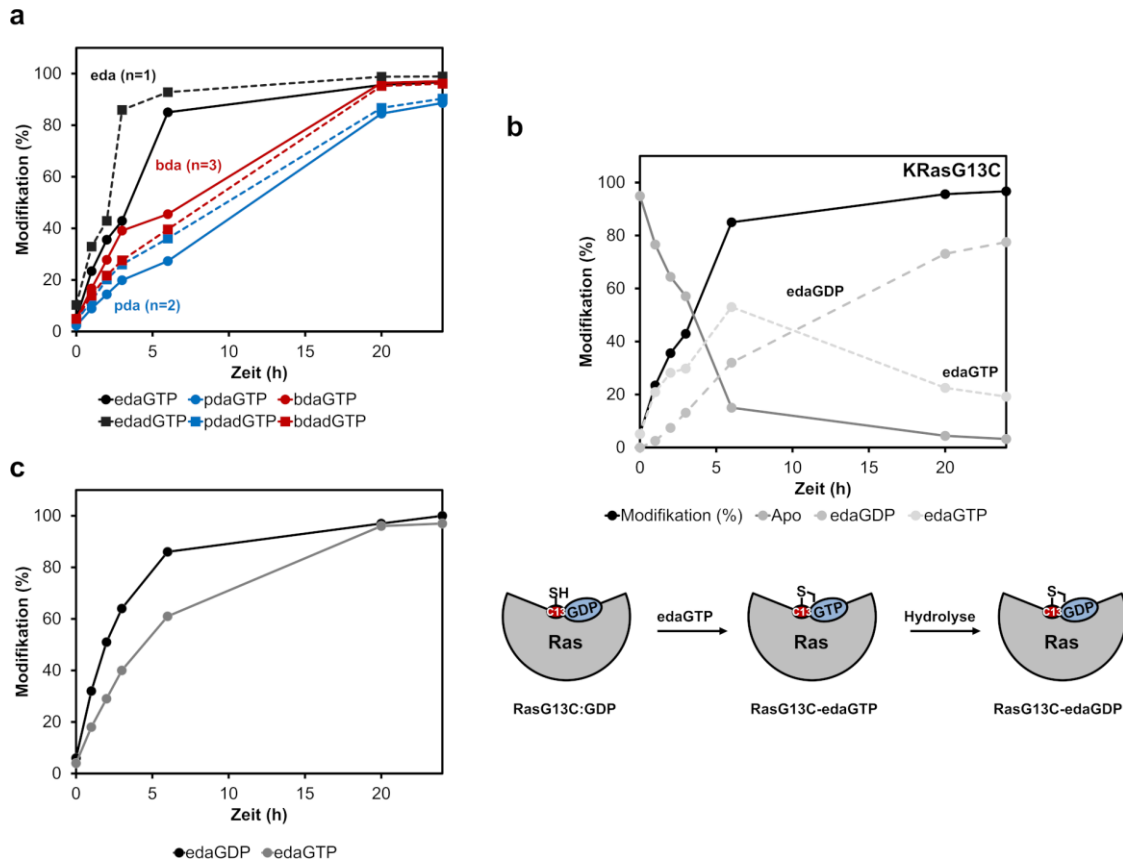 a
100
80
60
40
20
0
Modifikation (%)
eda (n=1)
bda (n=3)
pda (n=2)
0 5 10 15 20
Zeit (h)
edaGTP pdaGTP bdaGTP
edadGTP pdadGTP bdadGTP
b
100
80
60
40
20
0
Modifikation (%)
KRasG13C
edaGDP
edaGTP
0 5 10 15 20
Zeit (h)
Modifikation (%) Apo edaGDP edaGTP
c
100
80
60
40
20
0
Modifikation (%)
0 5 10 15 20
Zeit (h)
edaGDP edaGTP
SH
C13 GDP
Ras
RasG13C:GDP
edaGTP
S
C13 GTP
Ras
RasG13C-edaGTP
Hydrolyse
S
C13 GDP
Ras
RasG13C-edaGDP